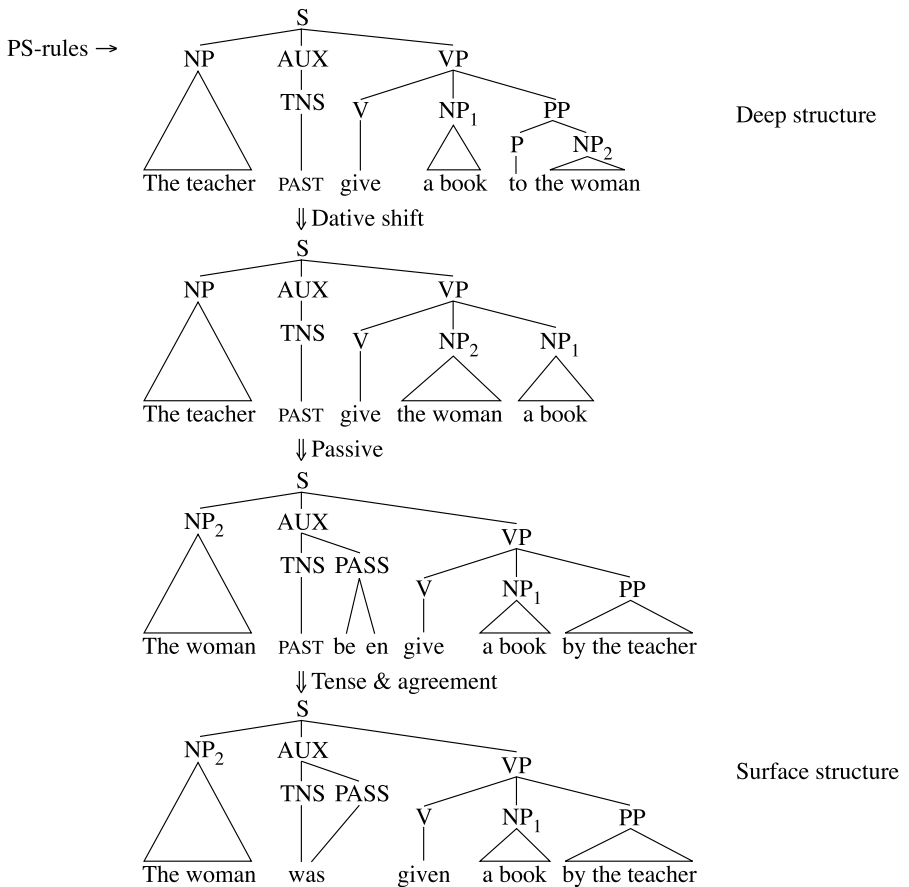 S
PS-rules →
NP AUX VP
TNS V NP1 PP
Deep structure
P NP2
The teacher PAST give a book to the woman
⇓ Dative shift
S
NP AUX VP
TNS V NP2 NP1
The teacher PAST give the woman a book
⇓ Passive
S
NP2 AUX VP
TNS PASS V NP1 PP
The woman PAST be en give a book by the teacher
⇓ Tense & agreement
S
NP2 AUX VP
Surface structure
TNS PASS V NP1 PP
The woman was given a book by the teacher